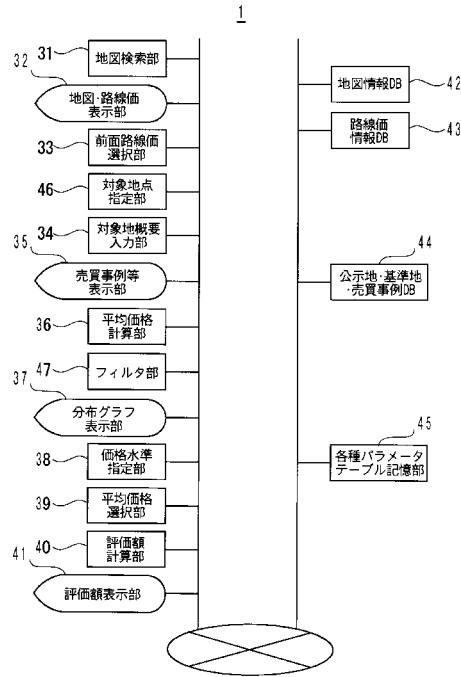 1
31
地図検索部
32
地図・路線価
表示部
33
前面路線価
選択部
46
対象地点
指定部
34
対象地概要
入力部
35
売買事例等
表示部
36
平均価格
計算部
47
フィルタ部
37
分布グラフ
表示部
38
価格水準
指定部
39
平均価格
選択部
40
評価額
計算部
41
評価額表示部
地図情報DB
42
路線価
情報DB
43
44
公示地・基準地
・売買事例DB
45
各種パラメータ
テーブル記憶部